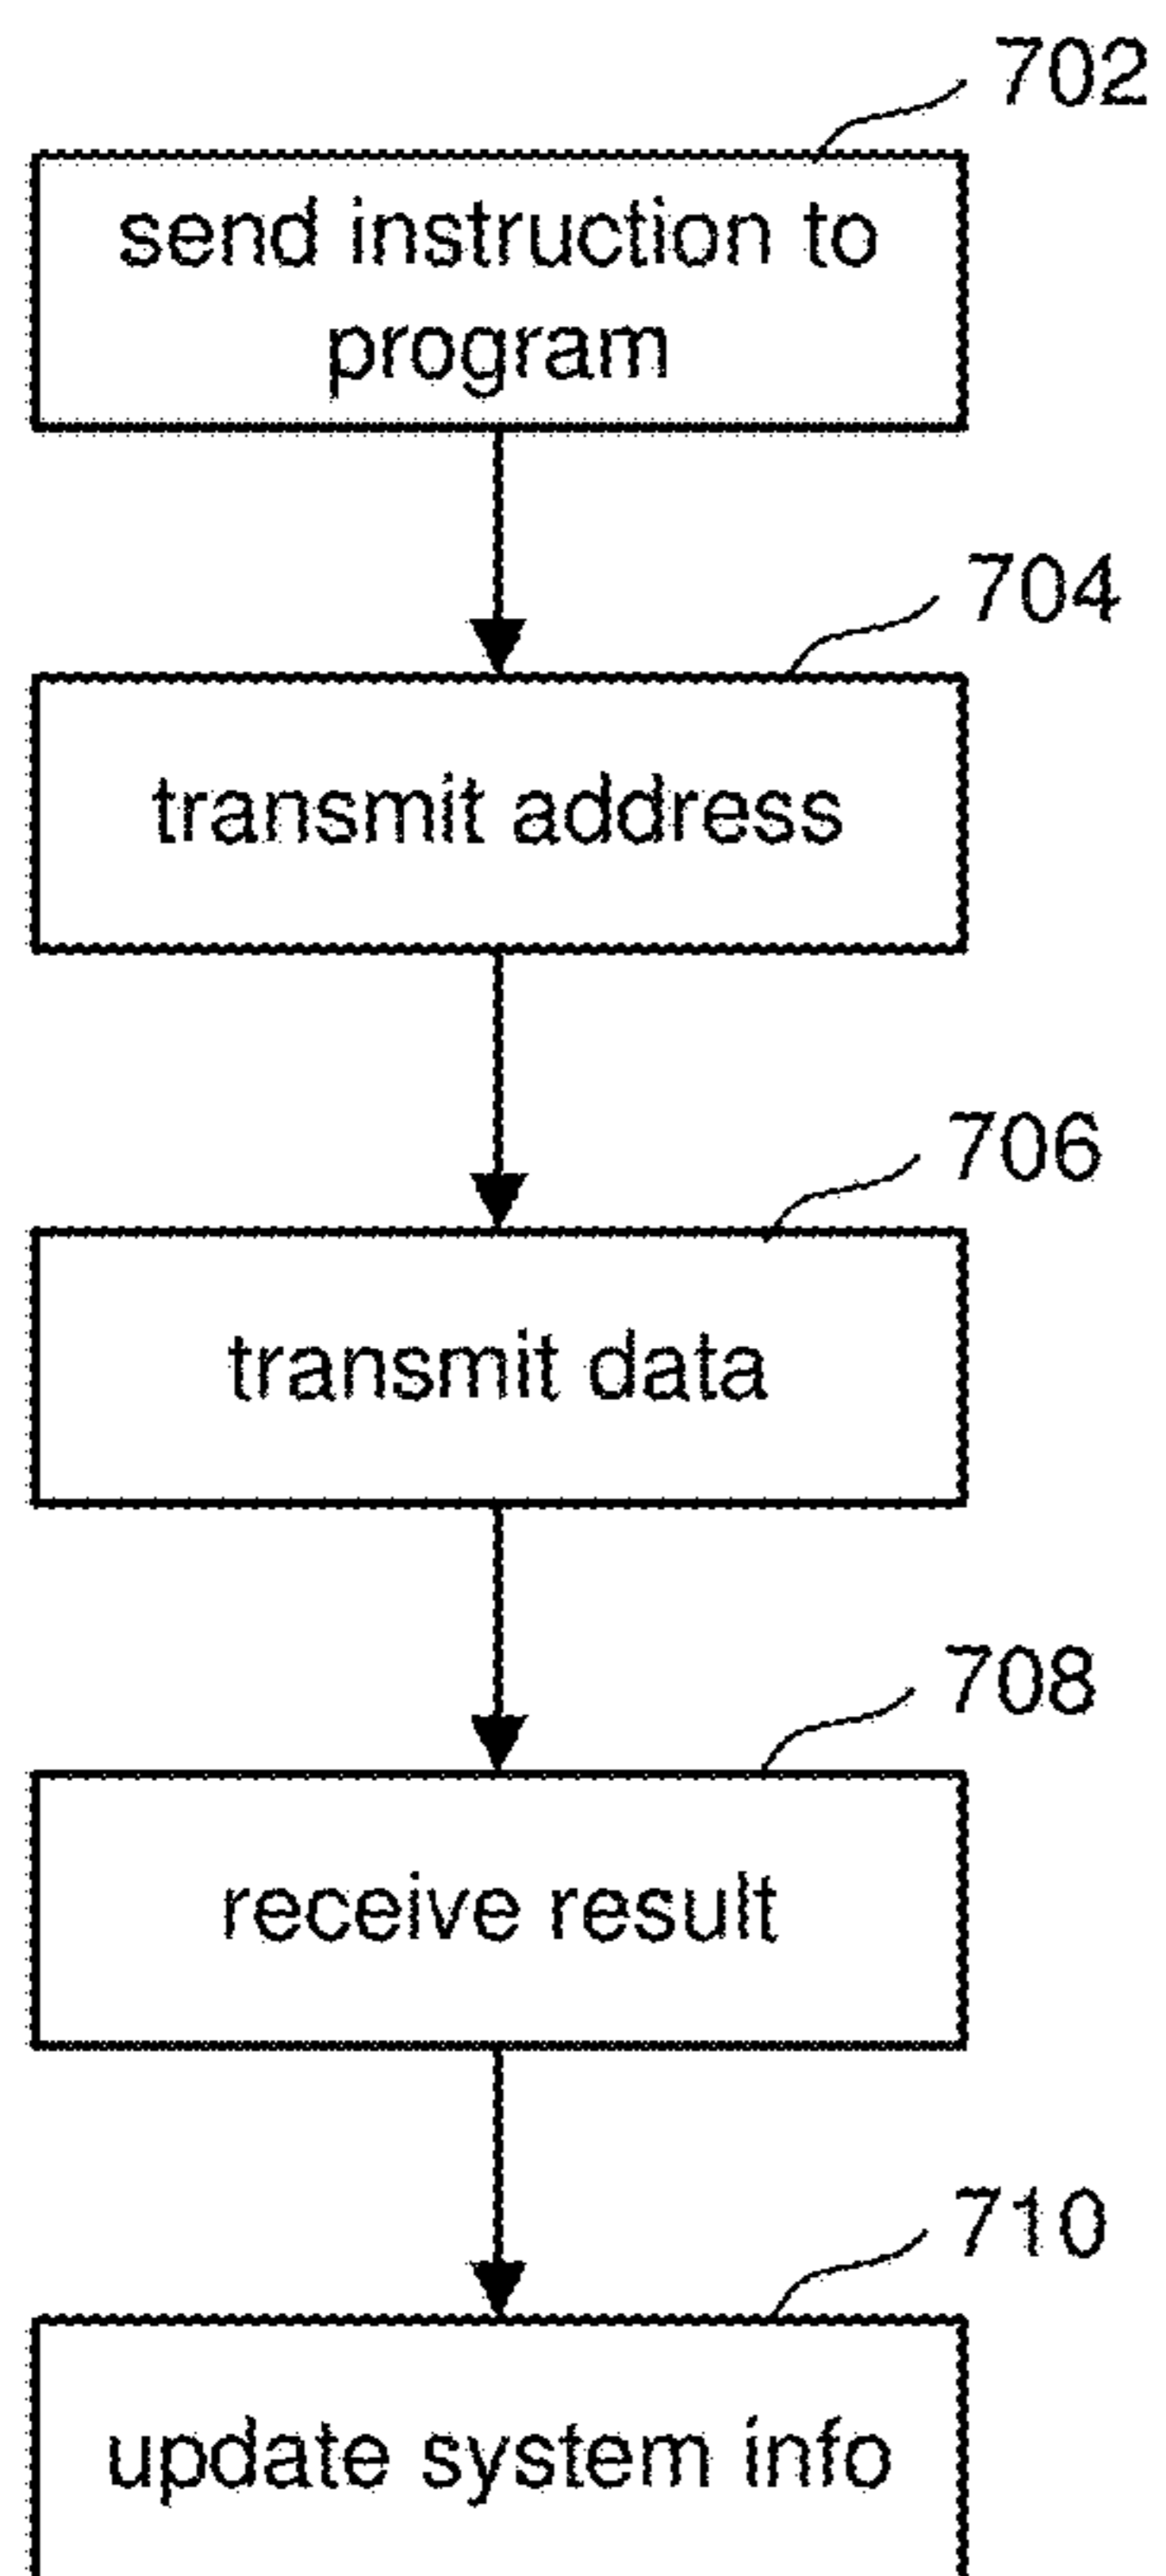 702
send instruction to
program
704
transmit address
706
transmit data
708
receive result
710
update system info